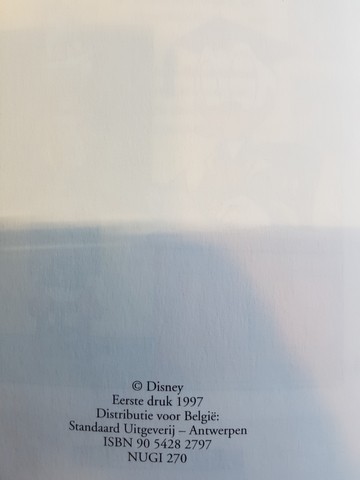 © Disney
Eerste druk 1997
Distributie voor België:
Standaard Uitgeverij – Antwerpen
ISBN 90 5428 2797
NUGI 270